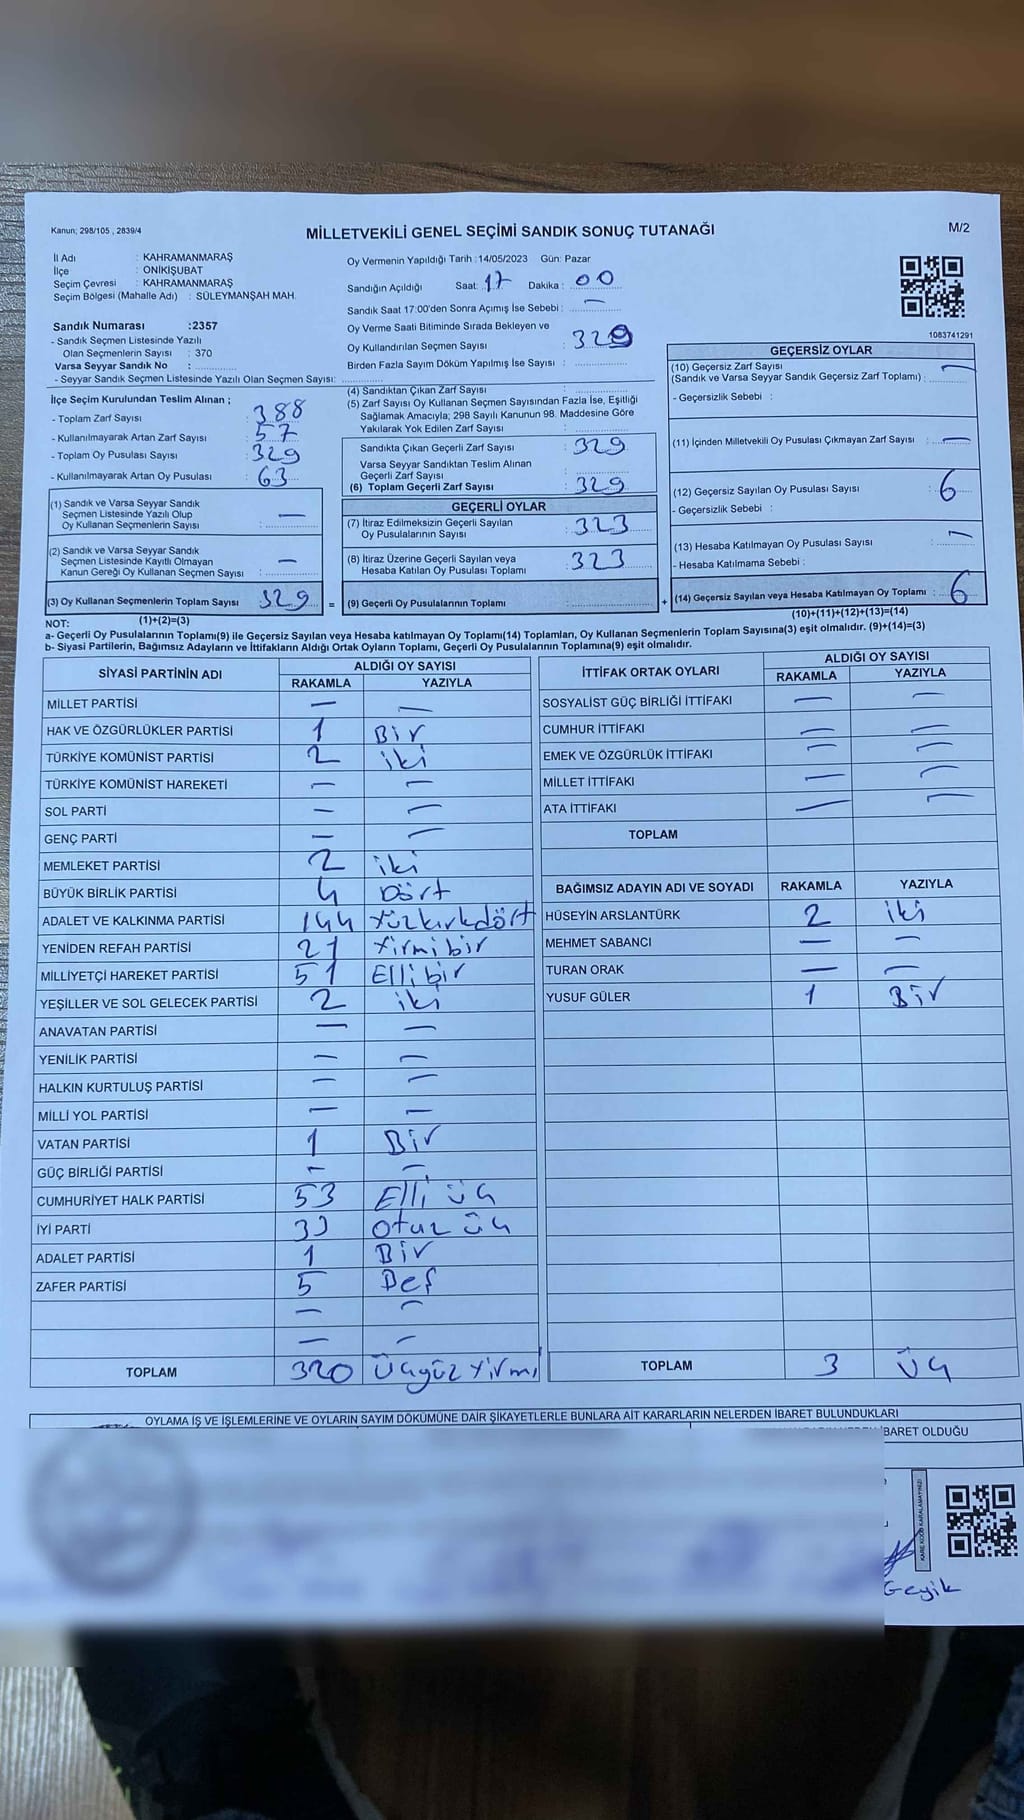 Kanun; 298/105 , 2839/4
MİLLETVEKİLİ GENEL SEÇİMİ SANDIK SONUÇ TUTANAĞI
M/2
İl Adı : KAHRAMANMARAŞ
İlçe : ONİKİŞUBAT
Seçim Çevresi : KAHRAMANMARAŞ
Seçim Bölgesi (Mahalle Adı) : SÜLEYMANŞAH MAH.
Sandık Numarası :2357
- Sandık Seçmen Listesinde Yazılı
Olan Seçmenlerin Sayısı : 370
Varsa Seyyar Sandık No :
- Seyyar Sandık Seçmen Listesinde Yazılı Olan Seçmen Sayısı:
Oy Vermenin Yapıldığı Tarih :14/05/2023 Gün: Pazar
Sandığın Açıldığı Saat: 17 Dakika : 00
Sandık Saat 17:00'den Sonra Açımış İse Sebebi : —
Oy Verme Saati Bitiminde Sırada Bekleyen ve
Oy Kullandırılan Seçmen Sayısı : 329
Birden Fazla Sayım Döküm Yapılmış İse Sayısı :
1083741291
İlçe Seçim Kurulundan Teslim Alınan ;
- Toplam Zarf Sayısı : 388
- Kullanılmayarak Artan Zarf Sayısı : 57
- Toplam Oy Pusulası Sayısı : 329
- Kullanılmayarak Artan Oy Pusulası : 63
(1) Sandık ve Varsa Seyyar Sandık
Seçmen Listesinde Yazılı Olup
Oy Kullanan Seçmenlerin Sayısı : —
(2) Sandık ve Varsa Seyyar Sandık
Seçmen Listesinde Kayıtlı Olmayan
Kanun Gereği Oy Kullanan Seçmen Sayısı : —
(3) Oy Kullanan Seçmenlerin Toplam Sayısı 329 =
(1)+(2)=(3)
(4) Sandıktan Çıkan Zarf Sayısı :
(5) Zarf Sayısı Oy Kullanan Seçmen Sayısından Fazla İse, Eşitliği
Sağlamak Amacıyla; 298 Sayılı Kanunun 98. Maddesine Göre
Yakılarak Yok Edilen Zarf Sayısı :
Sandıkta Çıkan Geçerli Zarf Sayısı : 329
Varsa Seyyar Sandıktan Teslim Alınan
Geçerli Zarf Sayısı :
(6) Toplam Geçerli Zarf Sayısı : 329
GEÇERLİ OYLAR
(7) İtiraz Edilmeksizin Geçerli Sayılan
Oy Pusulalarının Sayısı : 323
(8) İtiraz Üzerine Geçerli Sayılan veya
Hesaba Katılan Oy Pusulası Toplamı : 323
(9) Geçerli Oy Pusulalarının Toplamı : +
GEÇERSİZ OYLAR
(10) Geçersiz Zarf Sayısı
(Sandık ve Varsa Seyyar Sandık Geçersiz Zarf Toplamı) : —
- Geçersizlik Sebebi :
(11) İçinden Milletvekili Oy Pusulası Çıkmayan Zarf Sayısı : —
(12) Geçersiz Sayılan Oy Pusulası Sayısı : 6
- Geçersizlik Sebebi :
(13) Hesaba Katılmayan Oy Pusulası Sayısı : —
- Hesaba Katılmama Sebebi :
(14) Geçersiz Sayılan veya Hesaba Katılmayan Oy Toplamı : 6
(10)+(11)+(12)+(13)=(14)
NOT:
a- Geçerli Oy Pusulalarının Toplamı(9) ile Geçersiz Sayılan veya Hesaba katılmayan Oy Toplamı(14) Toplamları, Oy Kullanan Seçmenlerin Toplam Sayısına(3) eşit olmalıdır. (9)+(14)=(3)
b- Siyasi Partilerin, Bağımsız Adayların ve İttifakların Aldığı Ortak Oyların Toplamı, Geçerli Oy Pusulalarının Toplamına(9) eşit olmalıdır.
SİYASİ PARTİNİN ADI ALDIĞI OY SAYISI
RAKAMLA YAZIYLA
MİLLET PARTİSİ — —
HAK VE ÖZGÜRLÜKLER PARTİSİ 1 Bir
TÜRKİYE KOMÜNİST PARTİSİ 2 iki
TÜRKİYE KOMÜNİST HAREKETİ — —
SOL PARTİ — —
GENÇ PARTİ — —
MEMLEKET PARTİSİ 2 iki
BÜYÜK BİRLİK PARTİSİ 4 Dört
ADALET VE KALKINMA PARTİSİ 144 Yüzkırkdört
YENİDEN REFAH PARTİSİ 21 Yirmibir
MİLLİYETÇİ HAREKET PARTİSİ 51 Ellibir
YEŞİLLER VE SOL GELECEK PARTİSİ 2 iki
ANAVATAN PARTİSİ — —
YENİLİK PARTİSİ — —
HALKIN KURTULUŞ PARTİSİ — —
MİLLİ YOL PARTİSİ — —
VATAN PARTİSİ 1 Bir
GÜÇ BİRLİĞİ PARTİSİ — —
CUMHURİYET HALK PARTİSİ 53 Elli üç
İYİ PARTİ 33 otuz üç
ADALET PARTİSİ 1 Bir
ZAFER PARTİSİ 5 Beş
— —
— —
TOPLAM 320 Üçyüz Yirmi
İTTİFAK ORTAK OYLARI ALDIĞI OY SAYISI
RAKAMLA YAZIYLA
SOSYALİST GÜÇ BİRLİĞİ İTTİFAKI — —
CUMHUR İTTİFAKI — —
EMEK VE ÖZGÜRLÜK İTTİFAKI — —
MİLLET İTTİFAKI — —
ATA İTTİFAKI — —
TOPLAM
BAĞIMSIZ ADAYIN ADI VE SOYADI RAKAMLA YAZIYLA
HÜSEYİN ARSLANTÜRK 2 iki
MEHMET SABANCI — —
TURAN ORAK — —
YUSUF GÜLER 1 Bir
TOPLAM 3 Üç
OYLAMA İŞ VE İŞLEMLERİNE VE OYLARIN SAYIM DÖKÜMÜNE DAİR ŞİKAYETLERLE BUNLARA AİT KARARLARIN NELERDEN İBARET BULUNDUKLARI
İBARET OLDUĞU
KARE KODU KARALAMAYINIZ!
Geyik